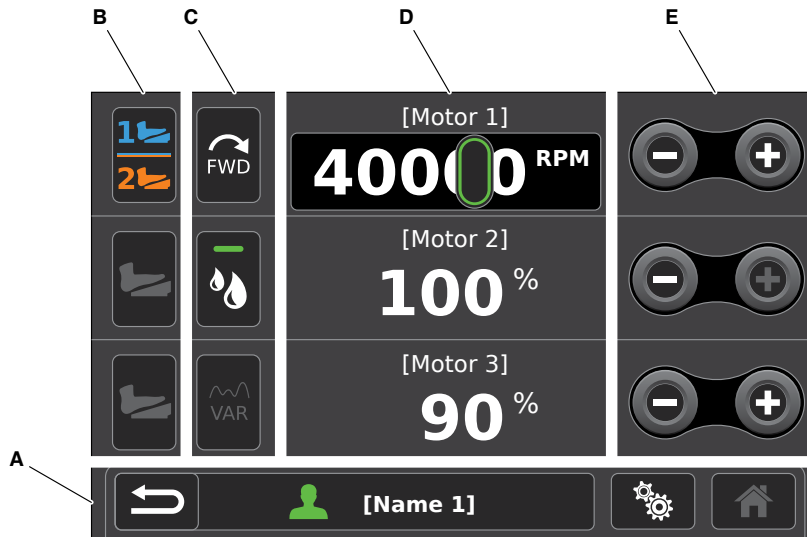 B C D E
[Motor 1]
1
2
FWD
40000 RPM
[Motor 2]
100 %
[Motor 3]
VAR
90 %
A
[Name 1]